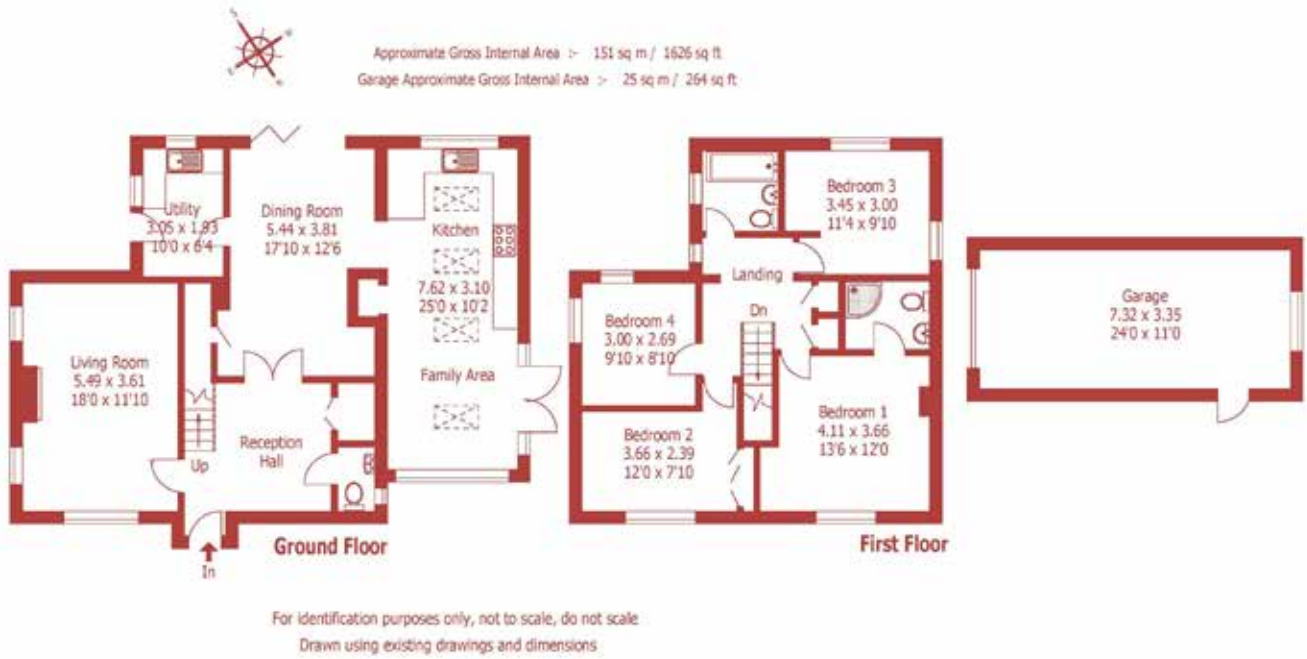 Approximate Gross Internal Area :- 151 sq m / 1626 sq ft
Garage Approximate Gross Internal Area :- 25 sq m / 264 sq ft
Utility
3.05 x 1.93
10'0 x 6'4
Dining Room
5.44 x 3.81
17'10 x 12'6
Kitchen
7.62 x 3.10
25'0 x 10'2
Family Area
Living Room
5.49 x 3.61
18'0 x 11'10
Up
Reception
Hall
In
Ground Floor
Bedroom 3
3.45 x 3.00
11'4 x 9'10
Landing
Dn
Bedroom 4
3.00 x 2.69
9'10 x 8'10
Bedroom 2
3.66 x 2.39
12'0 x 7'10
Bedroom 1
4.11 x 3.66
13'6 x 12'0
First Floor
Garage
7.32 x 3.35
24'0 x 11'0
For identification purposes only, not to scale, do not scale
Drawn using existing drawings and dimensions